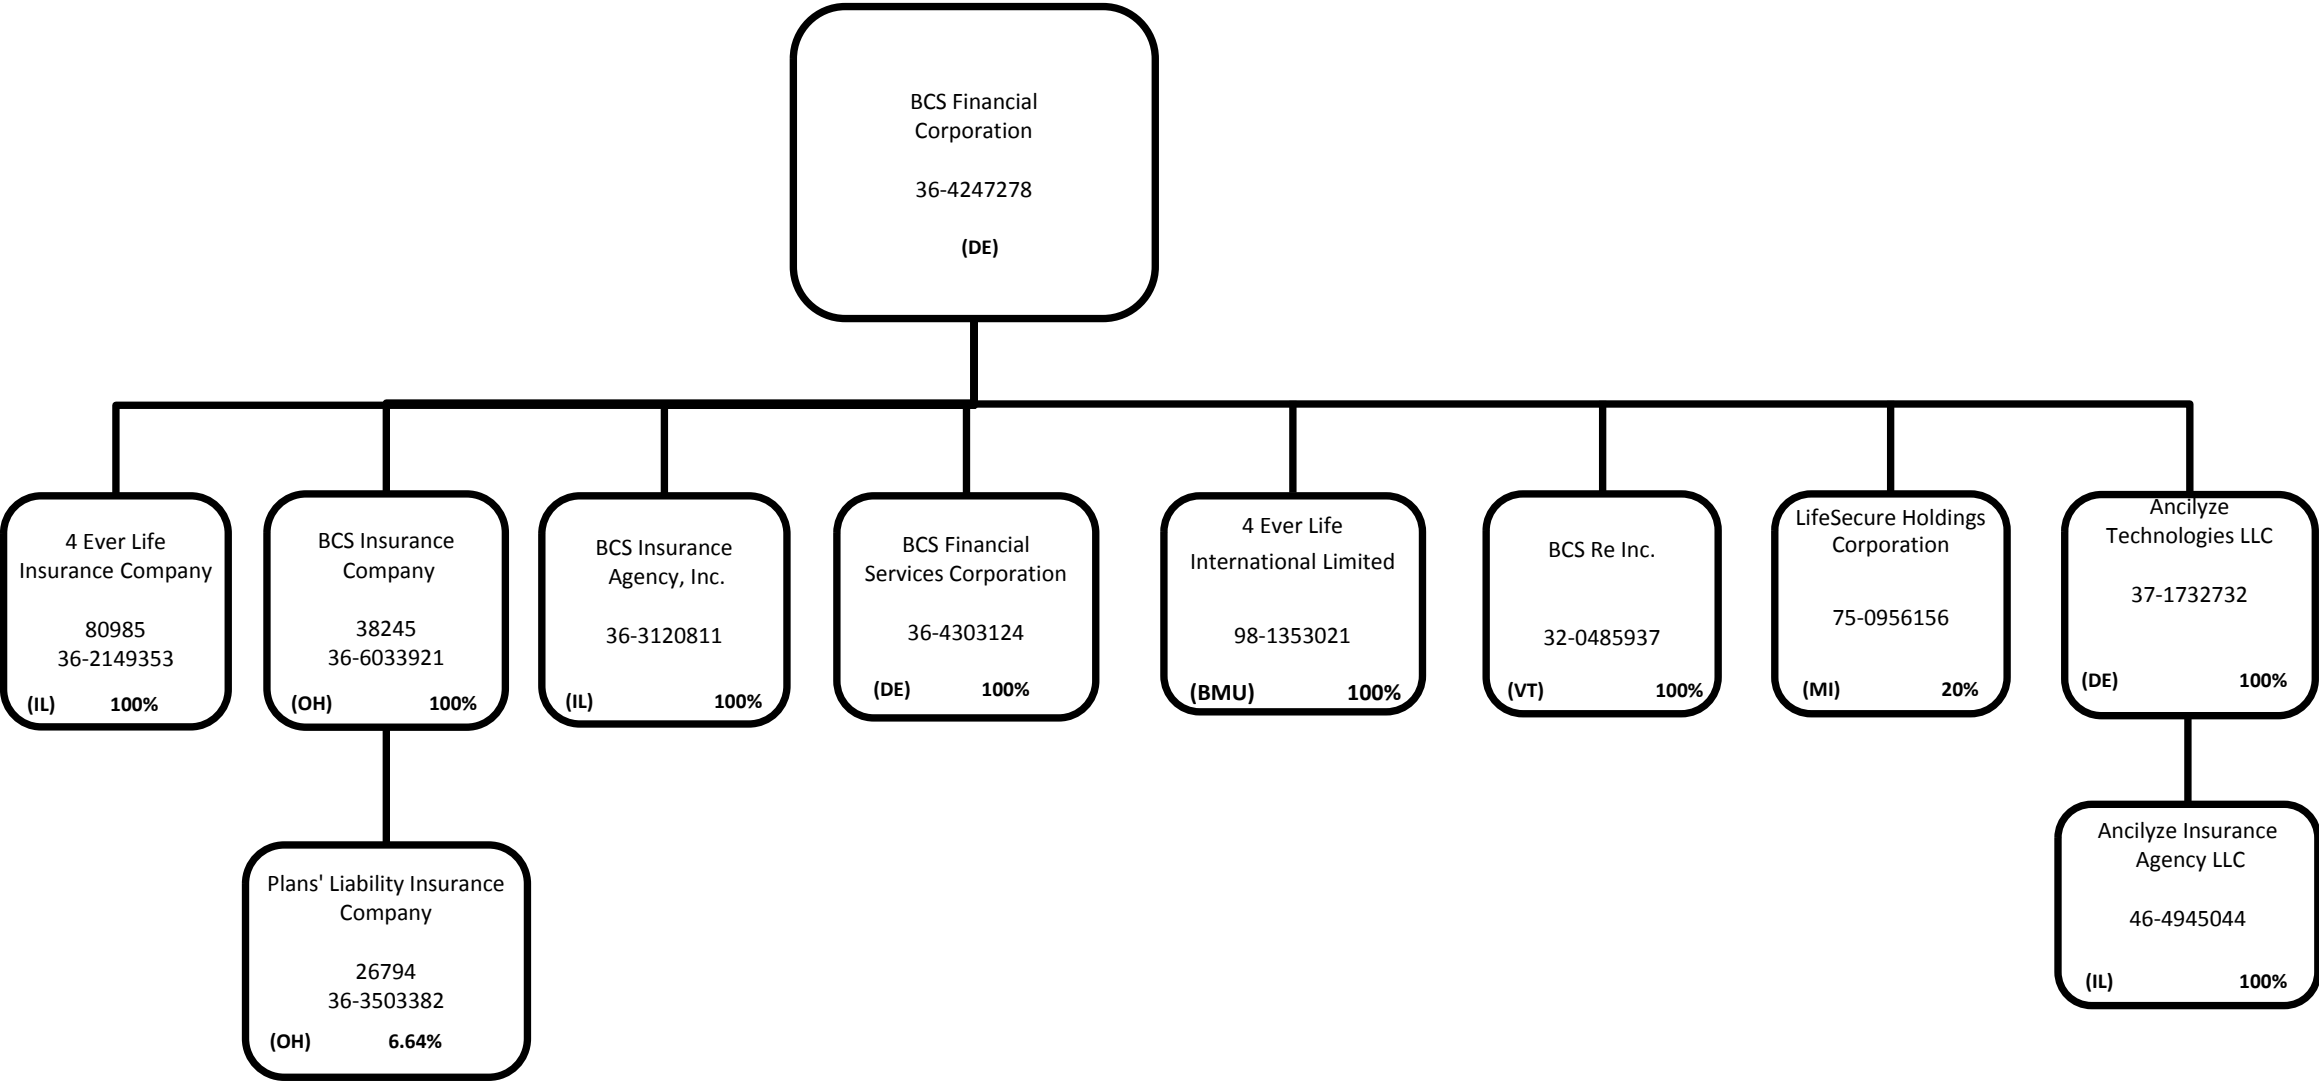 BCS Financial
Corporation
36-4247278
(DE)
4 Ever Life
Insurance Company
80985
36-2149353
(IL) 100%
BCS Insurance
Company
38245
36-6033921
(OH) 100%
BCS Insurance
Agency, Inc.
36-3120811
(IL) 100%
BCS Financial
Services Corporation
36-4303124
(DE) 100%
4 Ever Life
International Limited
98-1353021
(BMU) 100%
BCS Re Inc.
32-0485937
(VT) 100%
LifeSecure Holdings
Corporation
75-0956156
(MI) 20%
Ancilyze
Technologies LLC
37-1732732
(DE) 100%
Plans' Liability Insurance
Company
26794
36-3503382
(OH) 6.64%
Ancilyze Insurance
Agency LLC
46-4945044
(IL) 100%